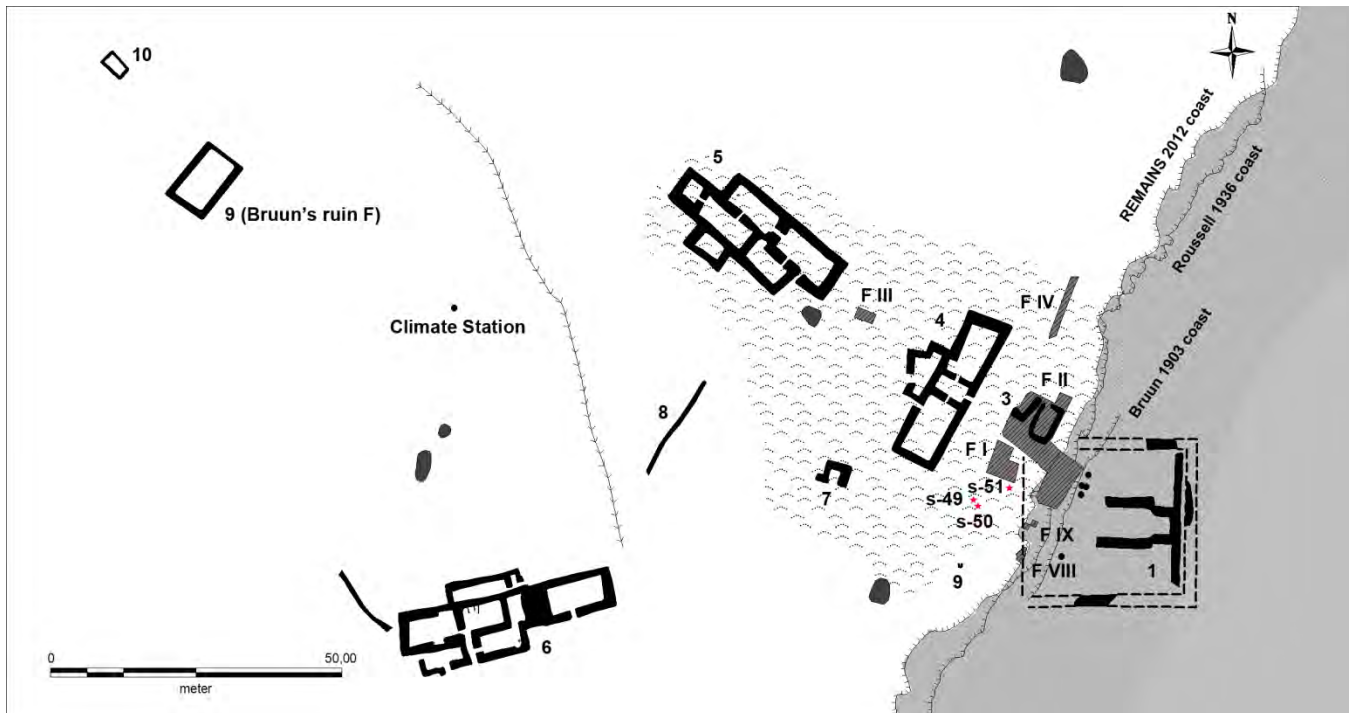 N
10
9 (Bruun's ruin F)
Climate Station
5
F III
4
F IV
REMAINS 2012 coast
Roussell 1936 coast
Bruun 1903 coast
3
F II
8
F I
7
s-51
s-49
s-50
F IX
F VIII
1
9
6
0
50,00
meter